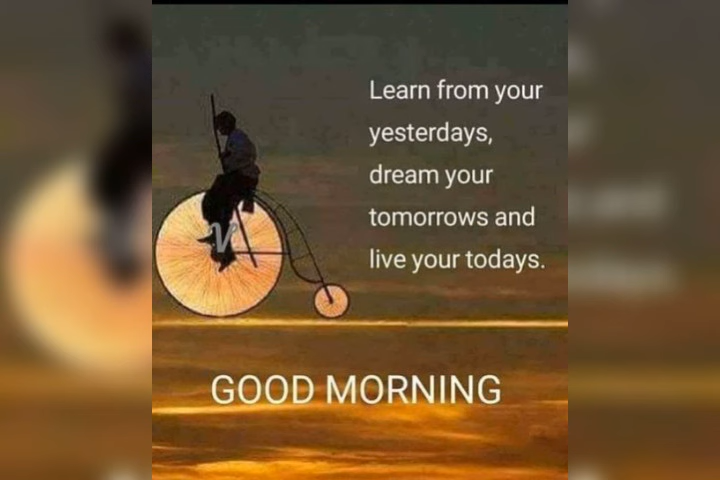 Learn from your
yesterdays,
dream your
tomorrows and
live your todays.
GOOD MORNING